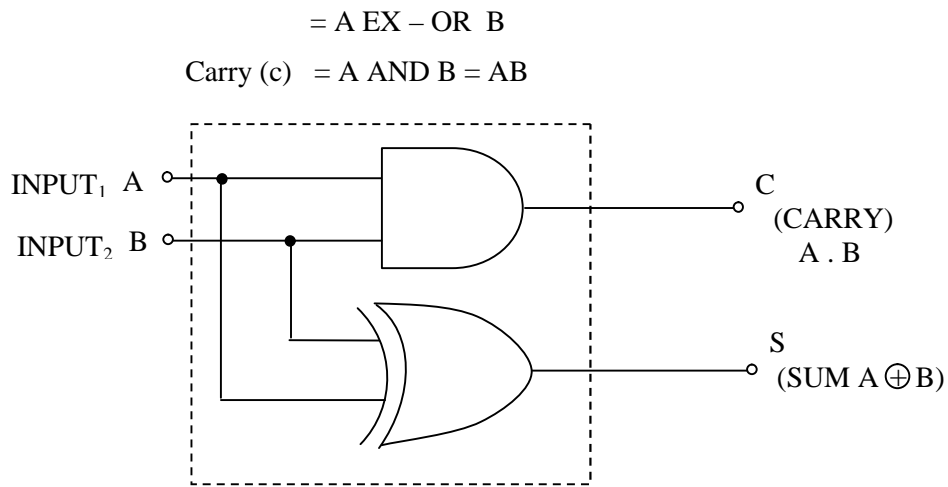 = A EX – OR B
Carry (c) = A AND B = AB
INPUT₁ A
INPUT₂ B
C
(CARRY)
A . B
S
(SUM A ⊕ B)